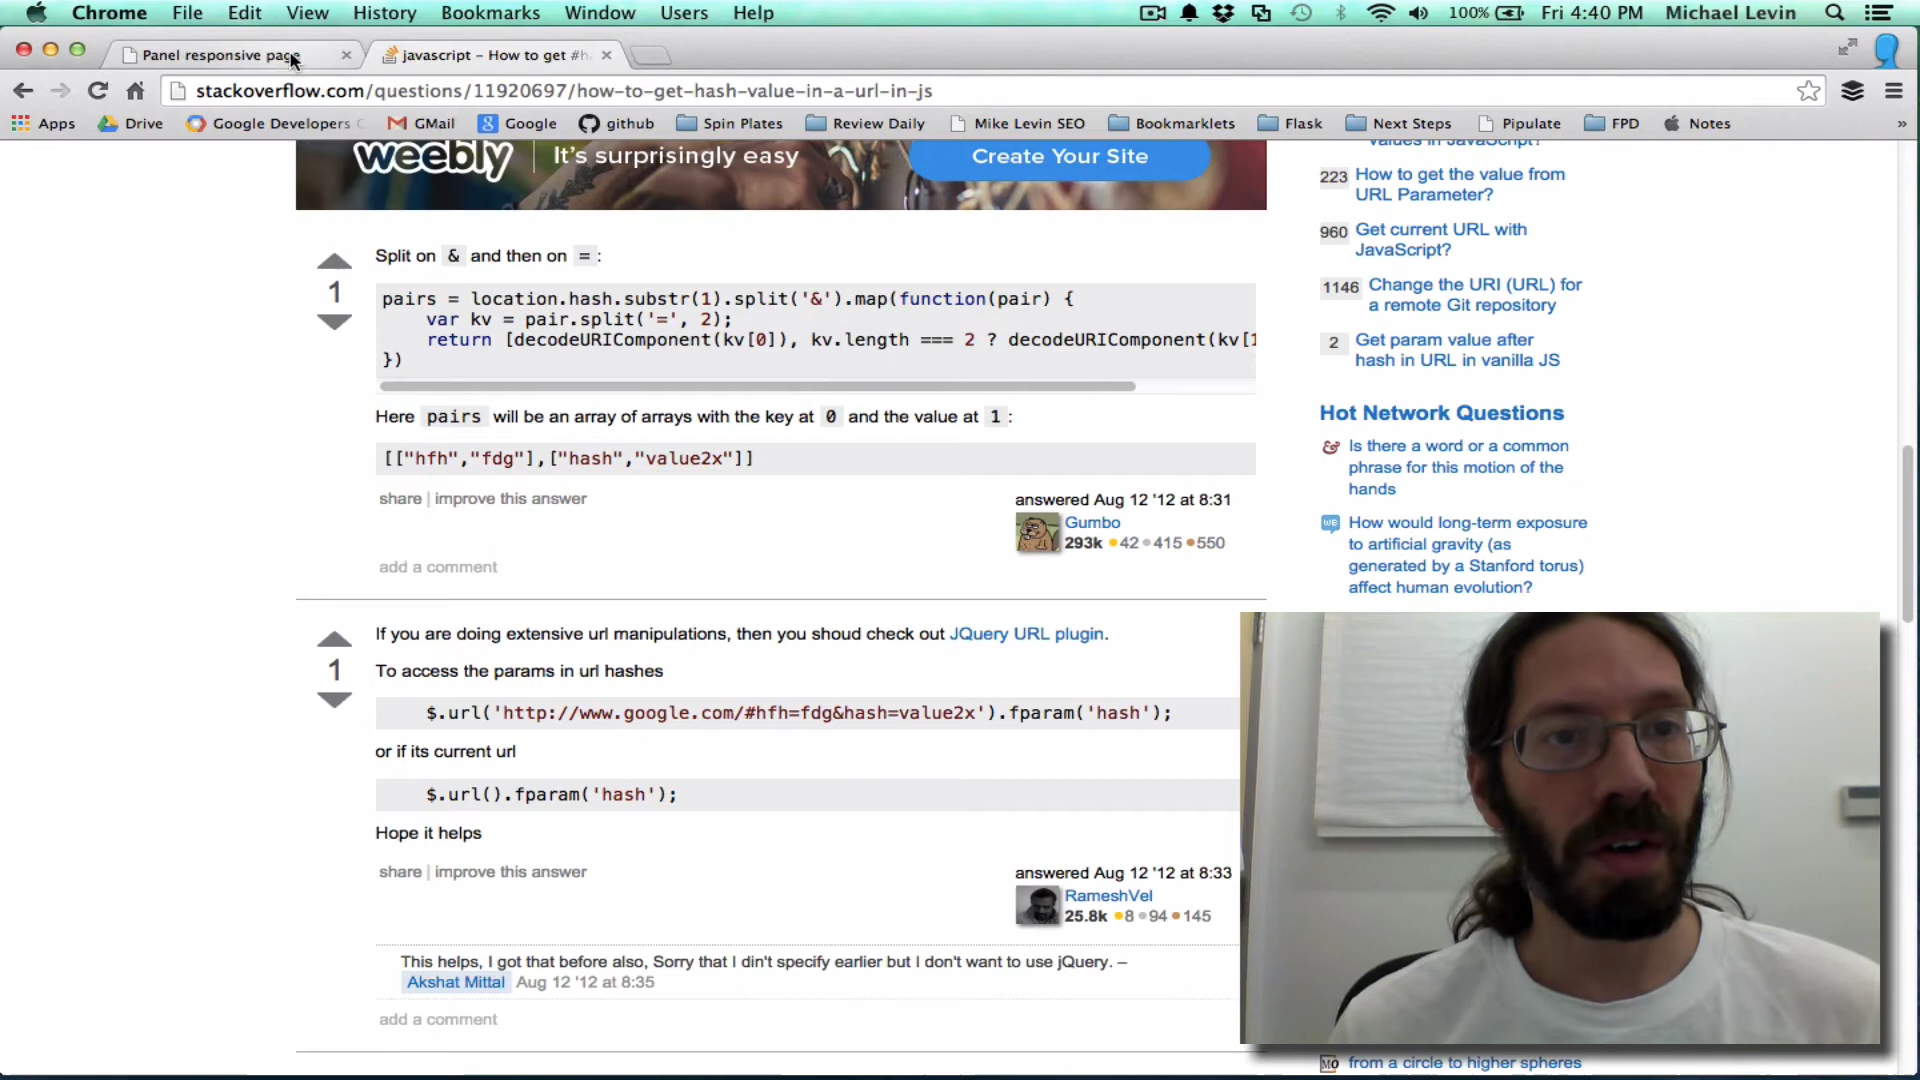 Chrome File Edit View History Bookmarks Window Users Help 100% Fri 4:40 PM Michael Levin
Panel responsive page javascript - How to get #h
stackoverflow.com/questions/11920697/how-to-get-hash-value-in-a-url-in-js
Apps Drive Google Developers C GMail Google github Spin Plates Review Daily Mike Levin SEO Bookmarklets Flask Next Steps Pipulate FPD Notes »
weebly It's surprisingly easy Create Your Site
values in JavaScript?
223 How to get the value from
URL Parameter?
960 Get current URL with
JavaScript?
1146 Change the URI (URL) for
a remote Git repository
2 Get param value after
hash in URL in vanilla JS
Hot Network Questions
Is there a word or a common
phrase for this motion of the
hands
How would long-term exposure
to artificial gravity (as
generated by a Stanford torus)
affect human evolution?
from a circle to higher spheres
1
Split on & and then on = :
pairs = location.hash.substr(1).split('&').map(function(pair) {
var kv = pair.split('=', 2);
return [decodeURIComponent(kv[0]), kv.length === 2 ? decodeURIComponent(kv[1
})
Here pairs will be an array of arrays with the key at 0 and the value at 1 :
[["hfh","fdg"],["hash","value2x"]]
share | improve this answer
answered Aug 12 '12 at 8:31
Gumbo
293k 42 415 550
add a comment
1
If you are doing extensive url manipulations, then you shoud check out JQuery URL plugin.
To access the params in url hashes
$.url('http://www.google.com/#hfh=fdg&hash=value2x').fparam('hash');
or if its current url
$.url().fparam('hash');
Hope it helps
share | improve this answer
answered Aug 12 '12 at 8:33
RameshVel
25.8k 8 94 145
This helps, I got that before also, Sorry that I din't specify earlier but I don't want to use jQuery. –
Akshat Mittal Aug 12 '12 at 8:35
add a comment